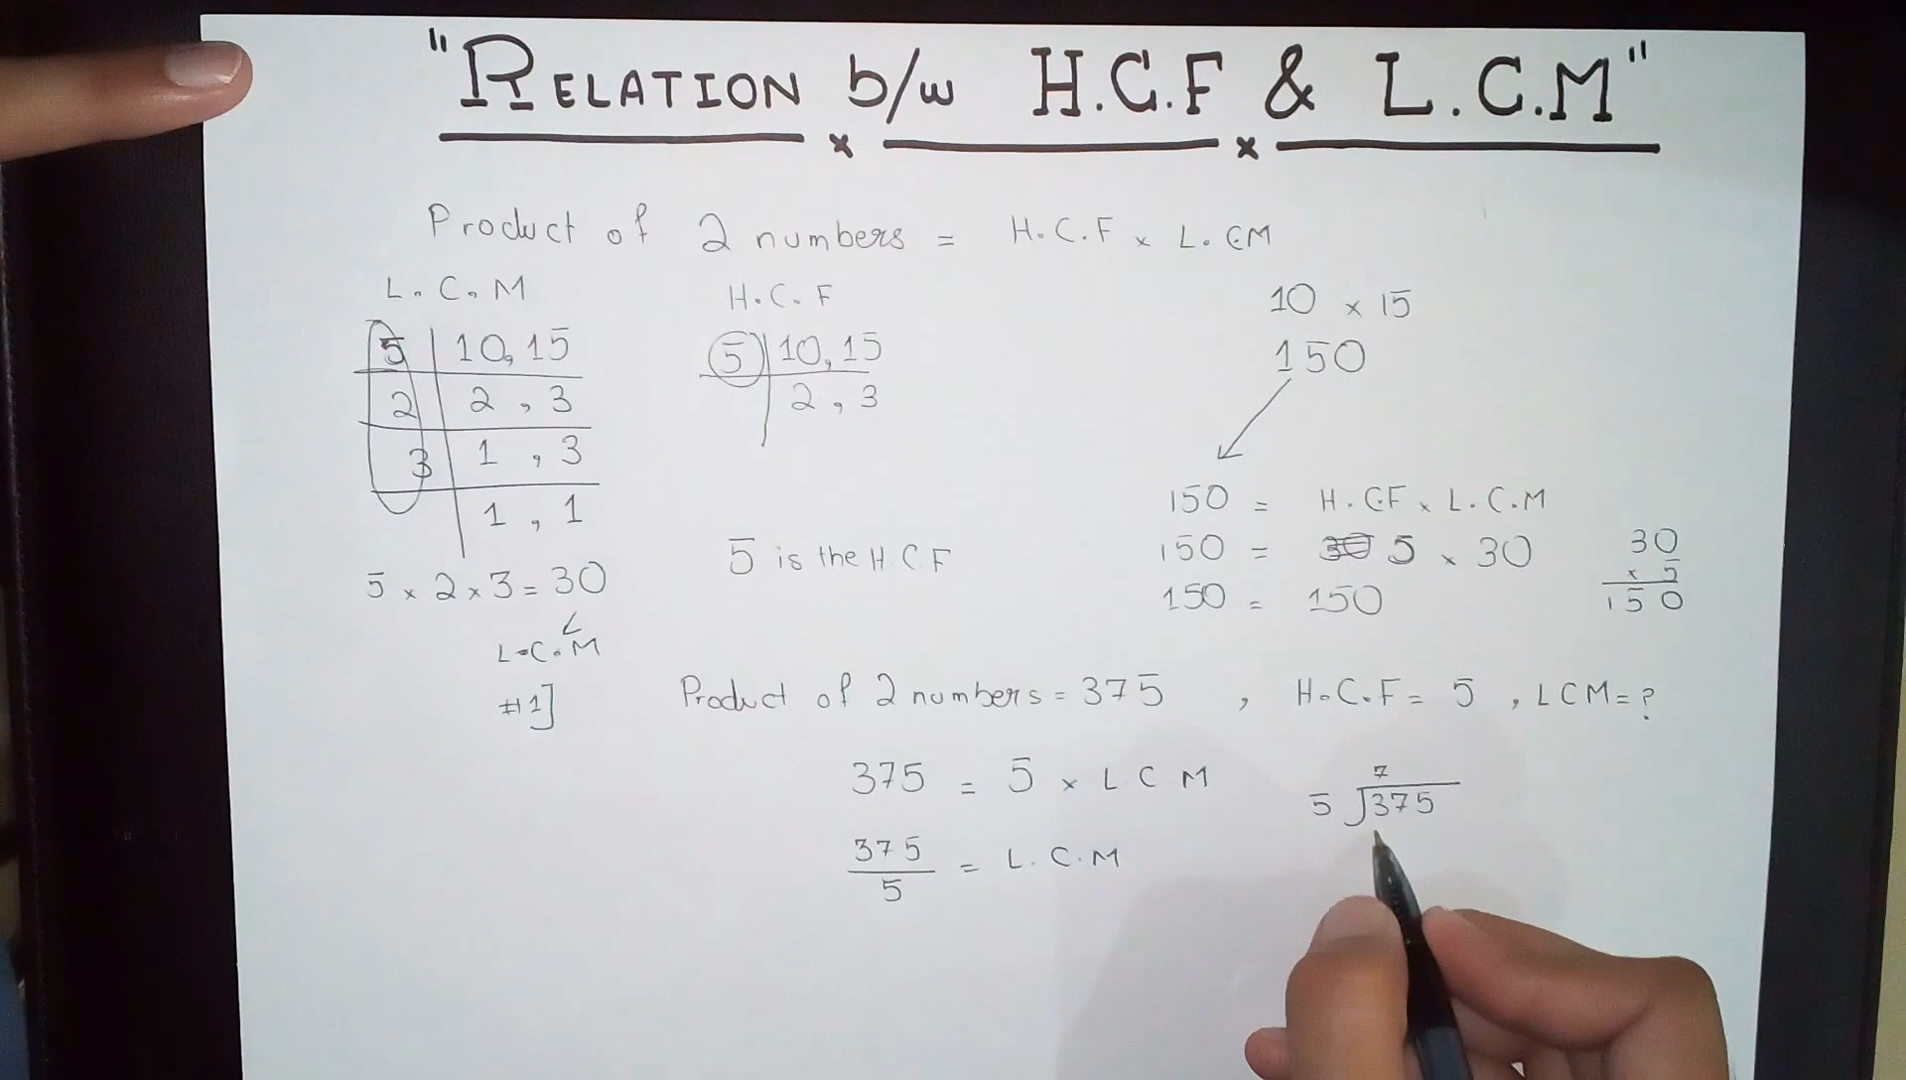 "RELATION b/w H.C.F & L.C.M"
x x
Product of 2 numbers = H.C.F x L.CM
L.C.M
5 | 10, 15
2 | 2, 3
3 | 1, 3
1, 1
5 x 2 x 3 = 30
L.C.M
H.C.F
5 | 10, 15
2, 3
5 is the H.C.F
10 x 15
150
150 = H.C.F x L.C.M
150 = 5 x 30
150 = 150
30
x 5
150
#1] Product of 2 numbers = 375 , H.C.F = 5 , LCM = ?
375 = 5 x L C M
375
5
= L.C.M
7
5 375